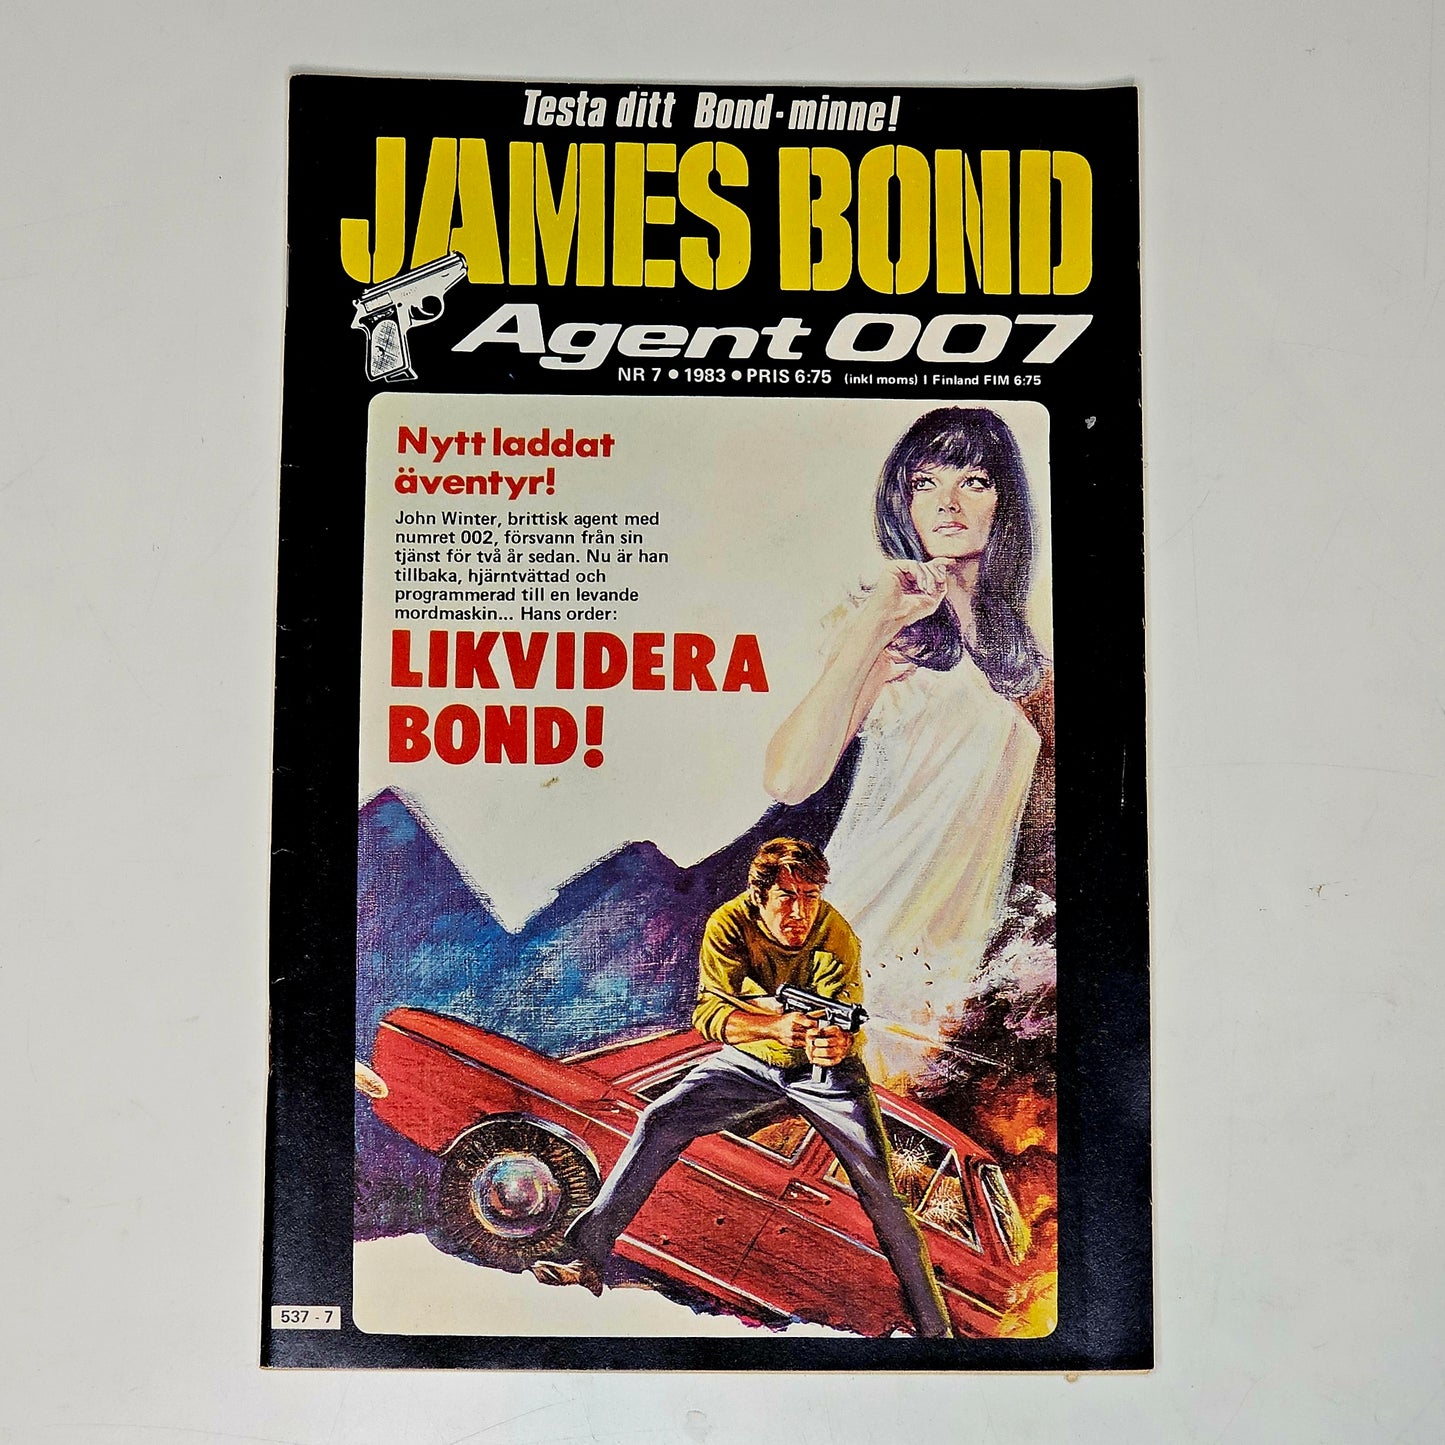 Testa ditt Bond-minne!
JAMES BOND
Agent 007
NR 7 • 1983 • PRIS 6:75 (inkl moms) I Finland FIM 6:75
Nytt laddat
äventyr!
John Winter, brittisk agent med
numret 002, försvann från sin
tjänst för två år sedan. Nu är han
tillbaka, hjärntvättad och
programmerad till en levande
mordmaskin... Hans order:
LIKVIDERA
BOND!
537 - 7